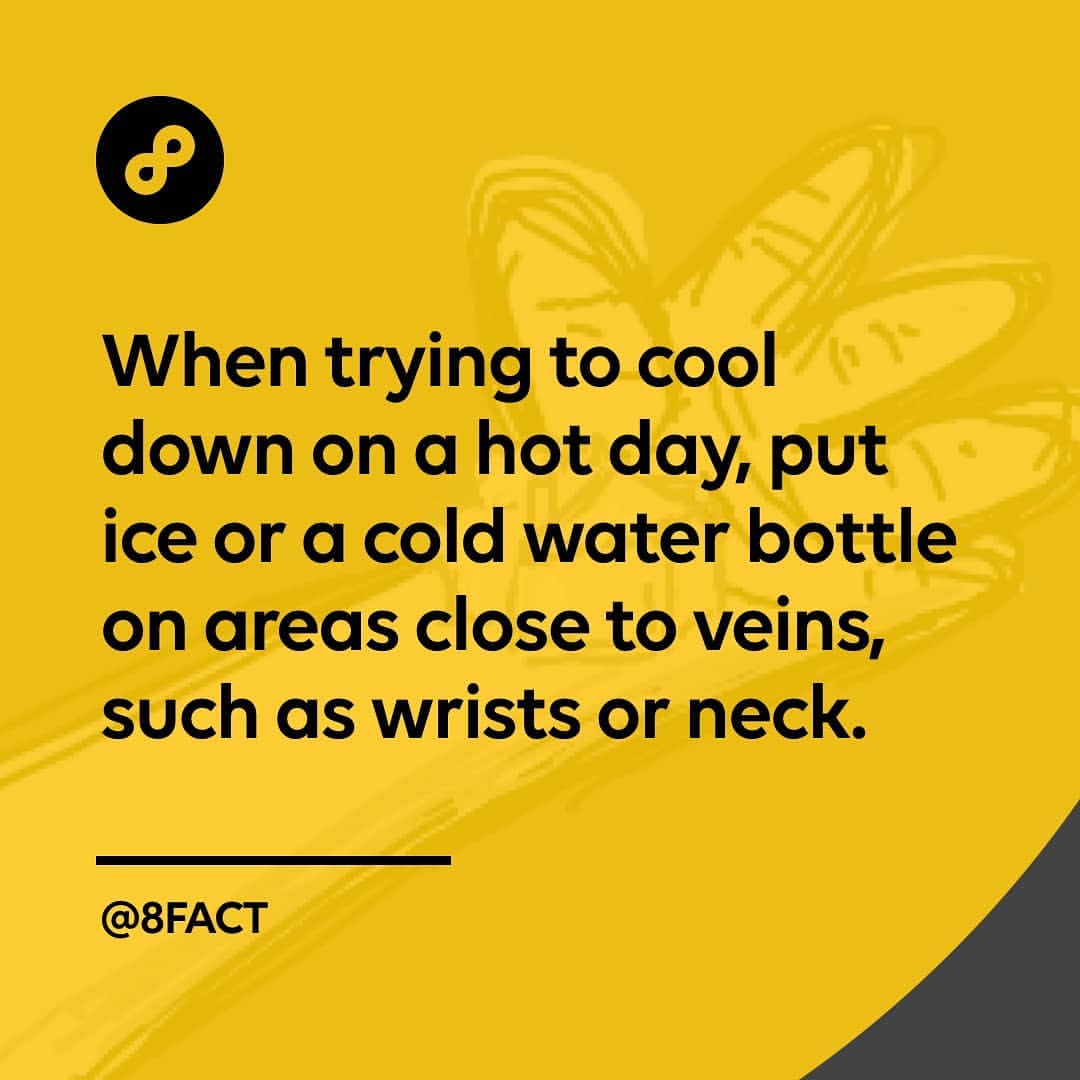 When trying to cool
down on a hot day, put
ice or a cold water bottle
on areas close to veins,
such as wrists or neck.
@8FACT